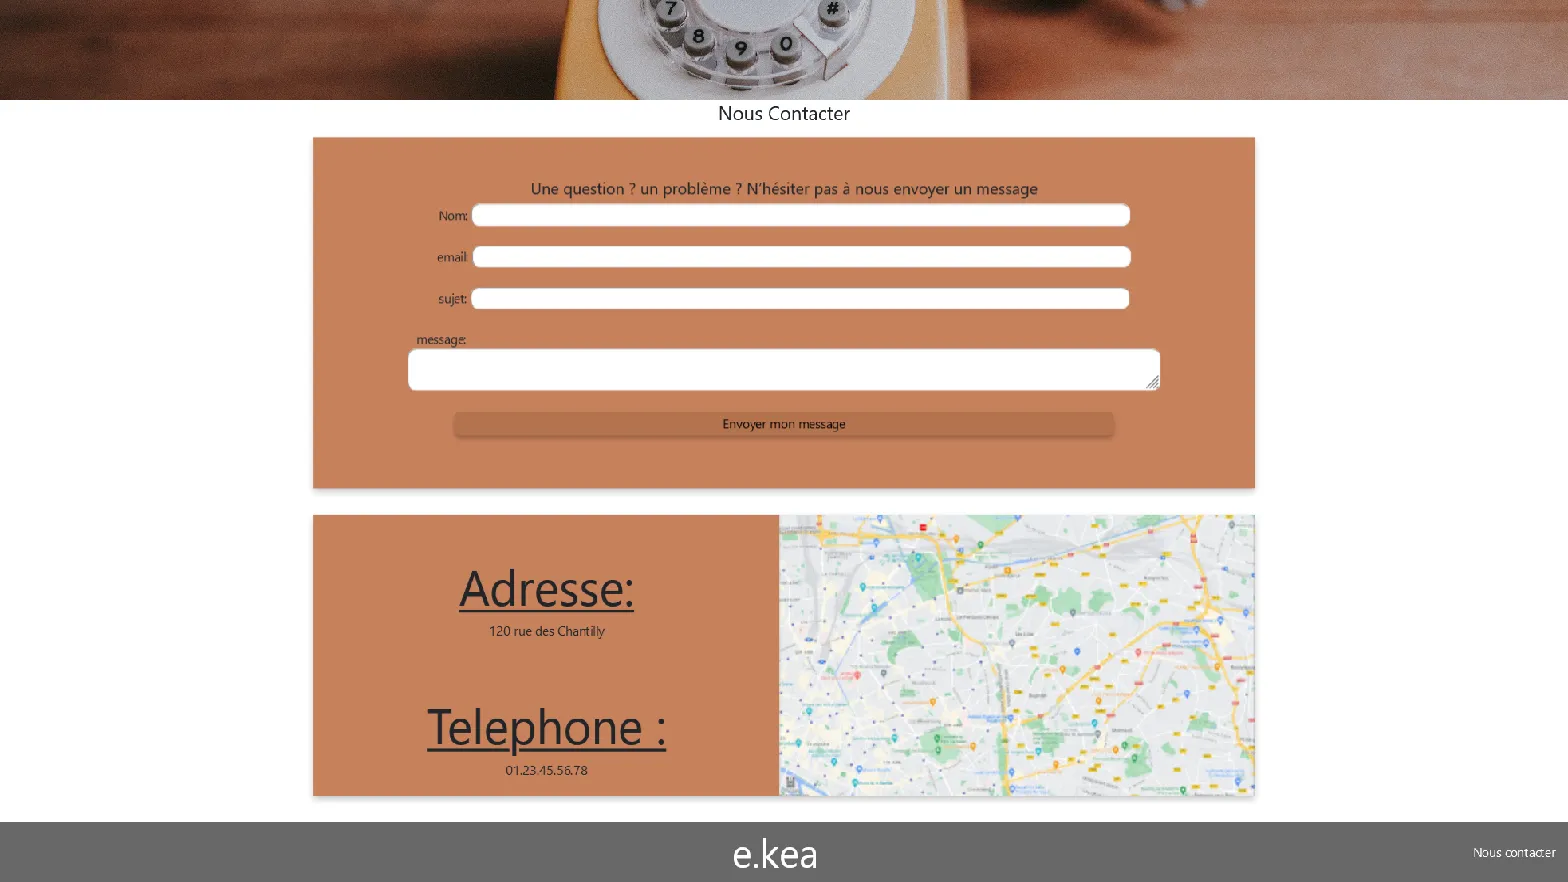 7
8
9
0
#
Nous Contacter
Une question ? un problème ? N'hésiter pas à nous envoyer un message
Nom:
email:
sujet:
message:
Envoyer mon message
Adresse:
120 rue des Chantilly
Telephone :
01.23.45.56.78
e.kea
Nous contacter